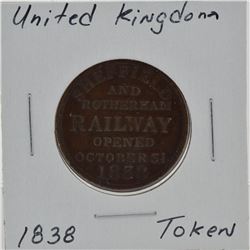 United Kingdom
SHEFFIELD
AND
ROTHERHAM
RAILWAY
OPENED
OCTOBER 31
1838
1838 Token